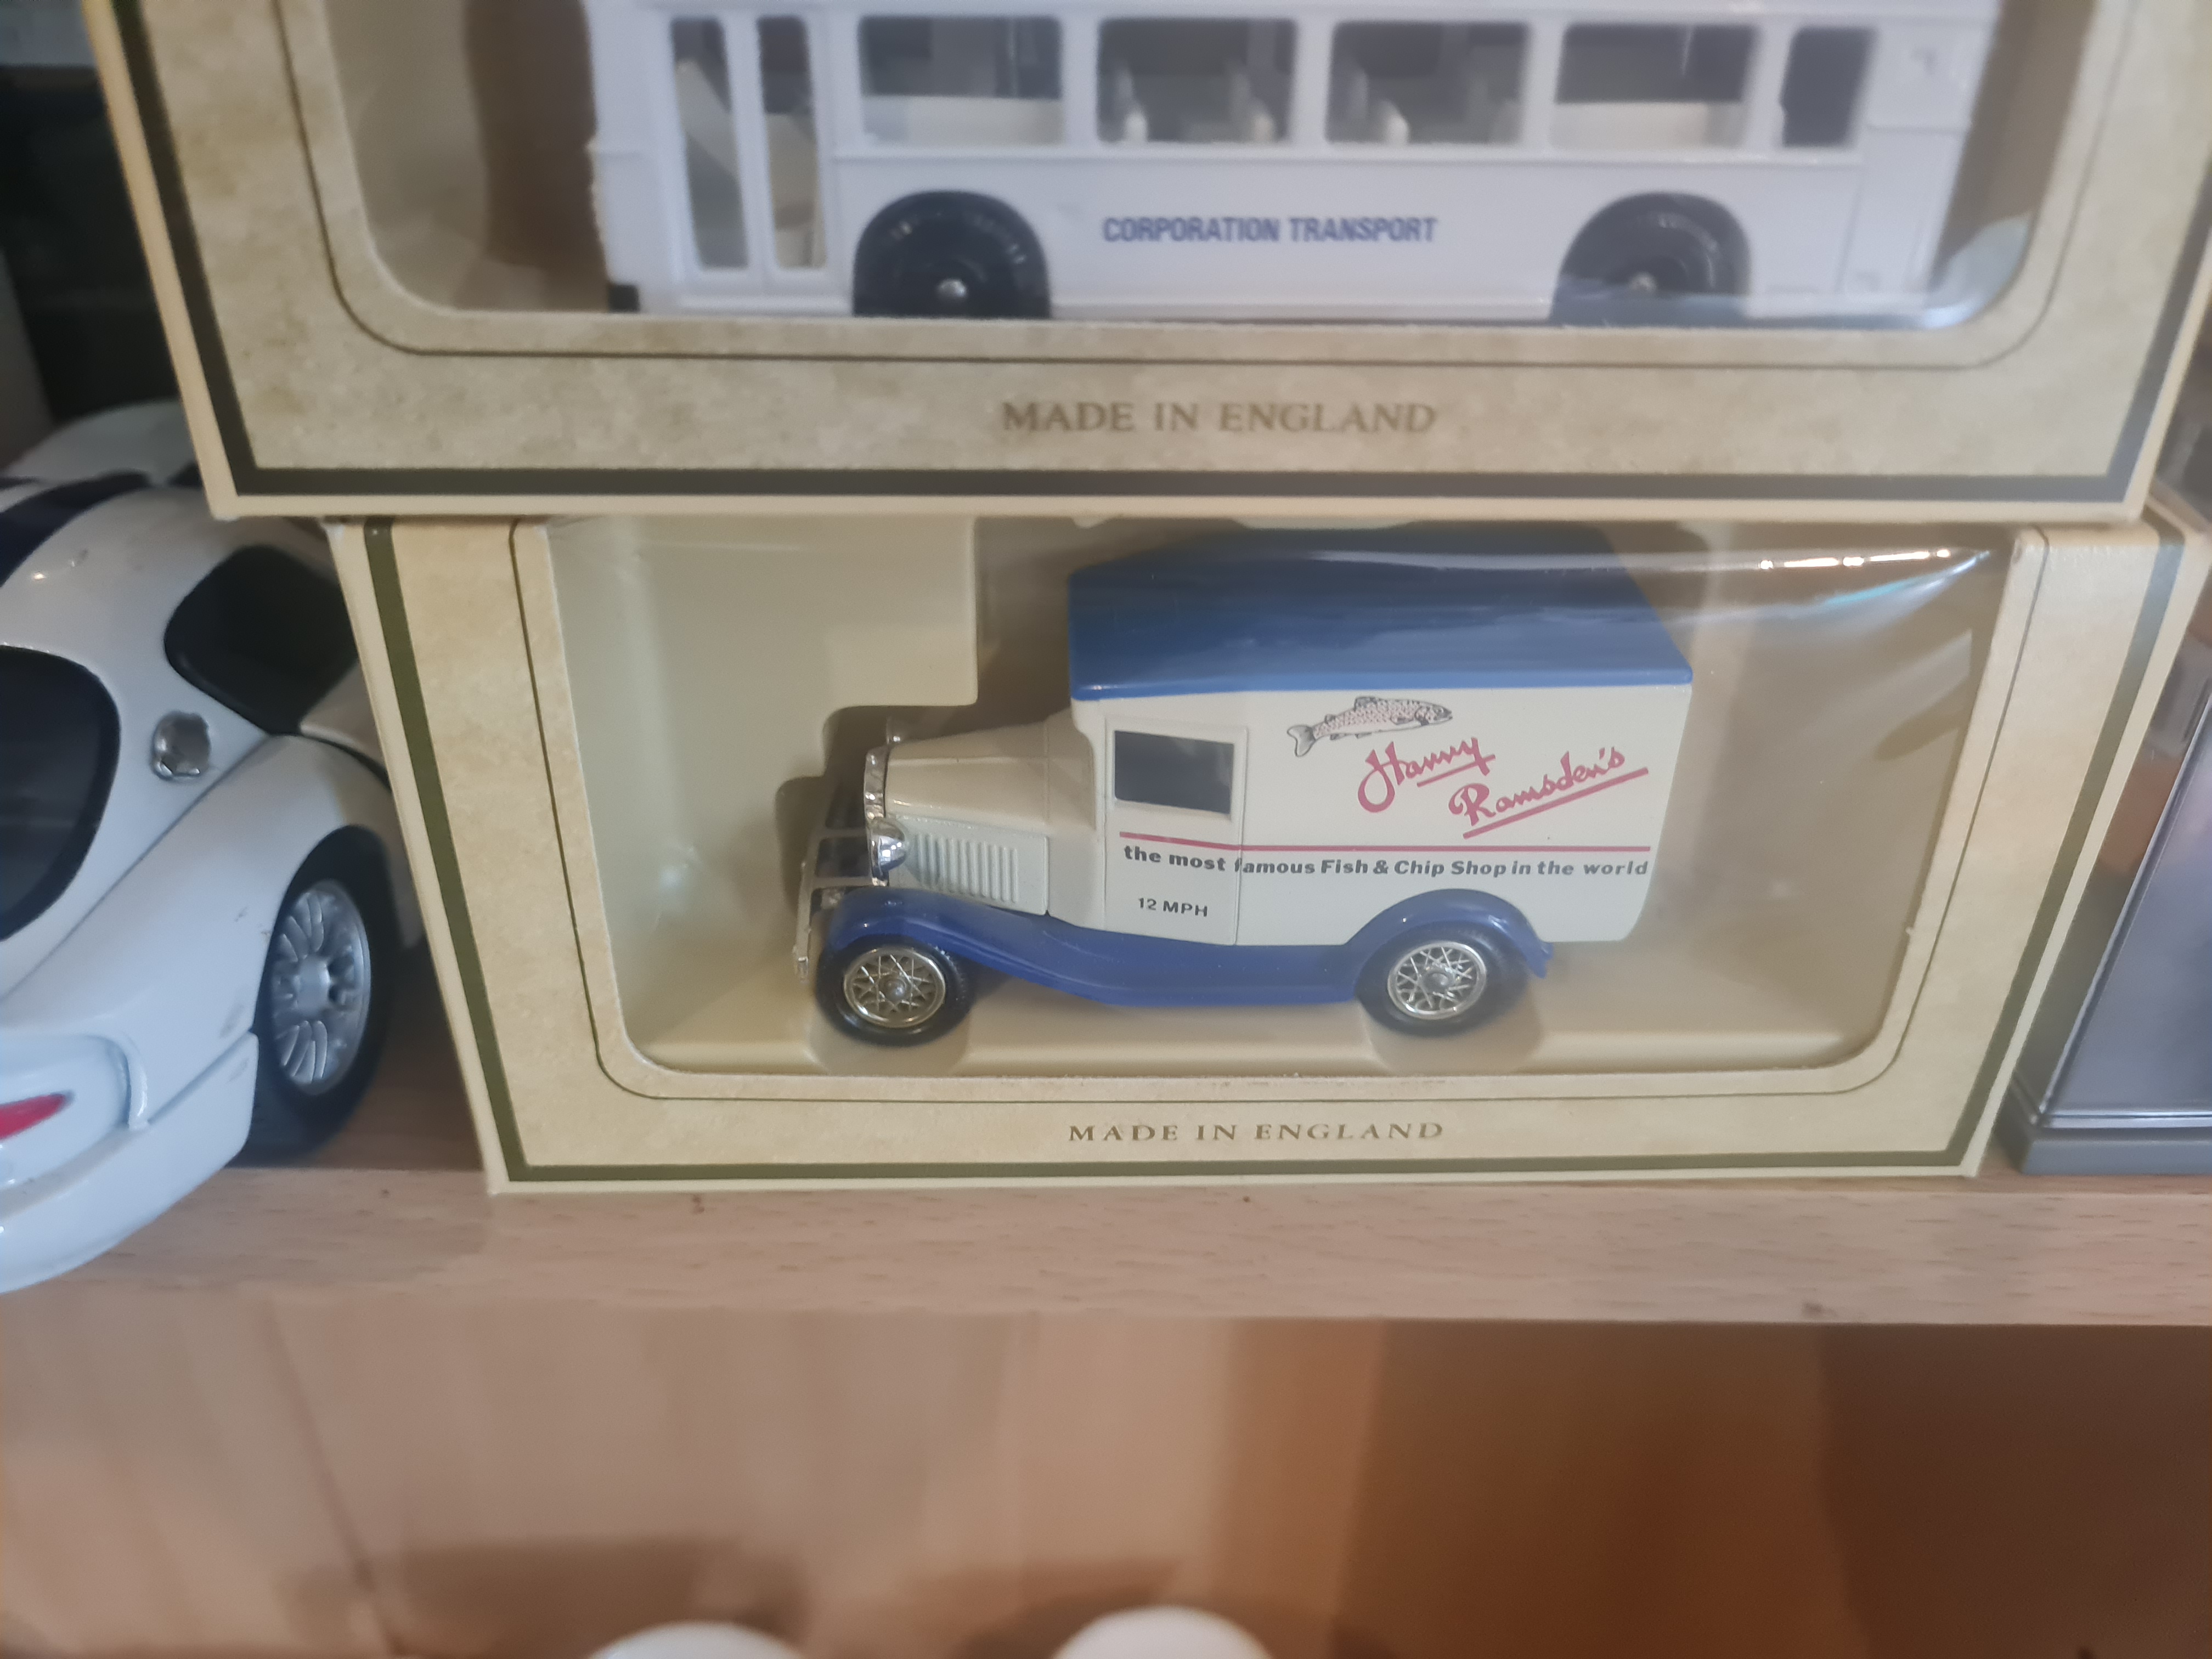 CORPORATION TRANSPORT
MADE IN ENGLAND
Harry
Ramsden's
the most famous Fish & Chip Shop in the world
12 MPH
MADE IN ENGLAND